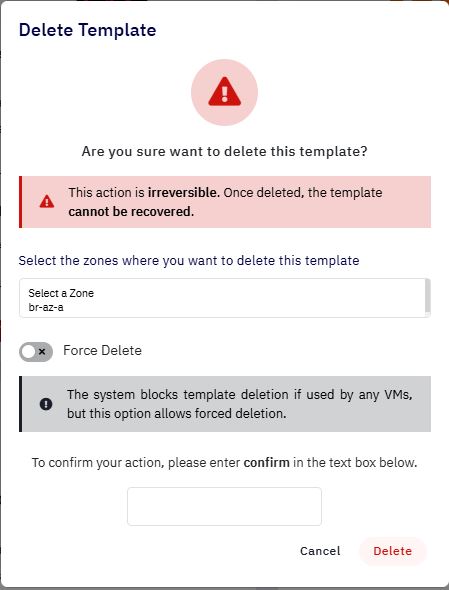 Delete Template
Are you sure want to delete this template?
This action is irreversible. Once deleted, the template
cannot be recovered.
Select the zones where you want to delete this template
Select a Zone
br-az-a
Force Delete
The system blocks template deletion if used by any VMs,
but this option allows forced deletion.
To confirm your action, please enter confirm in the text box below.
Cancel
Delete